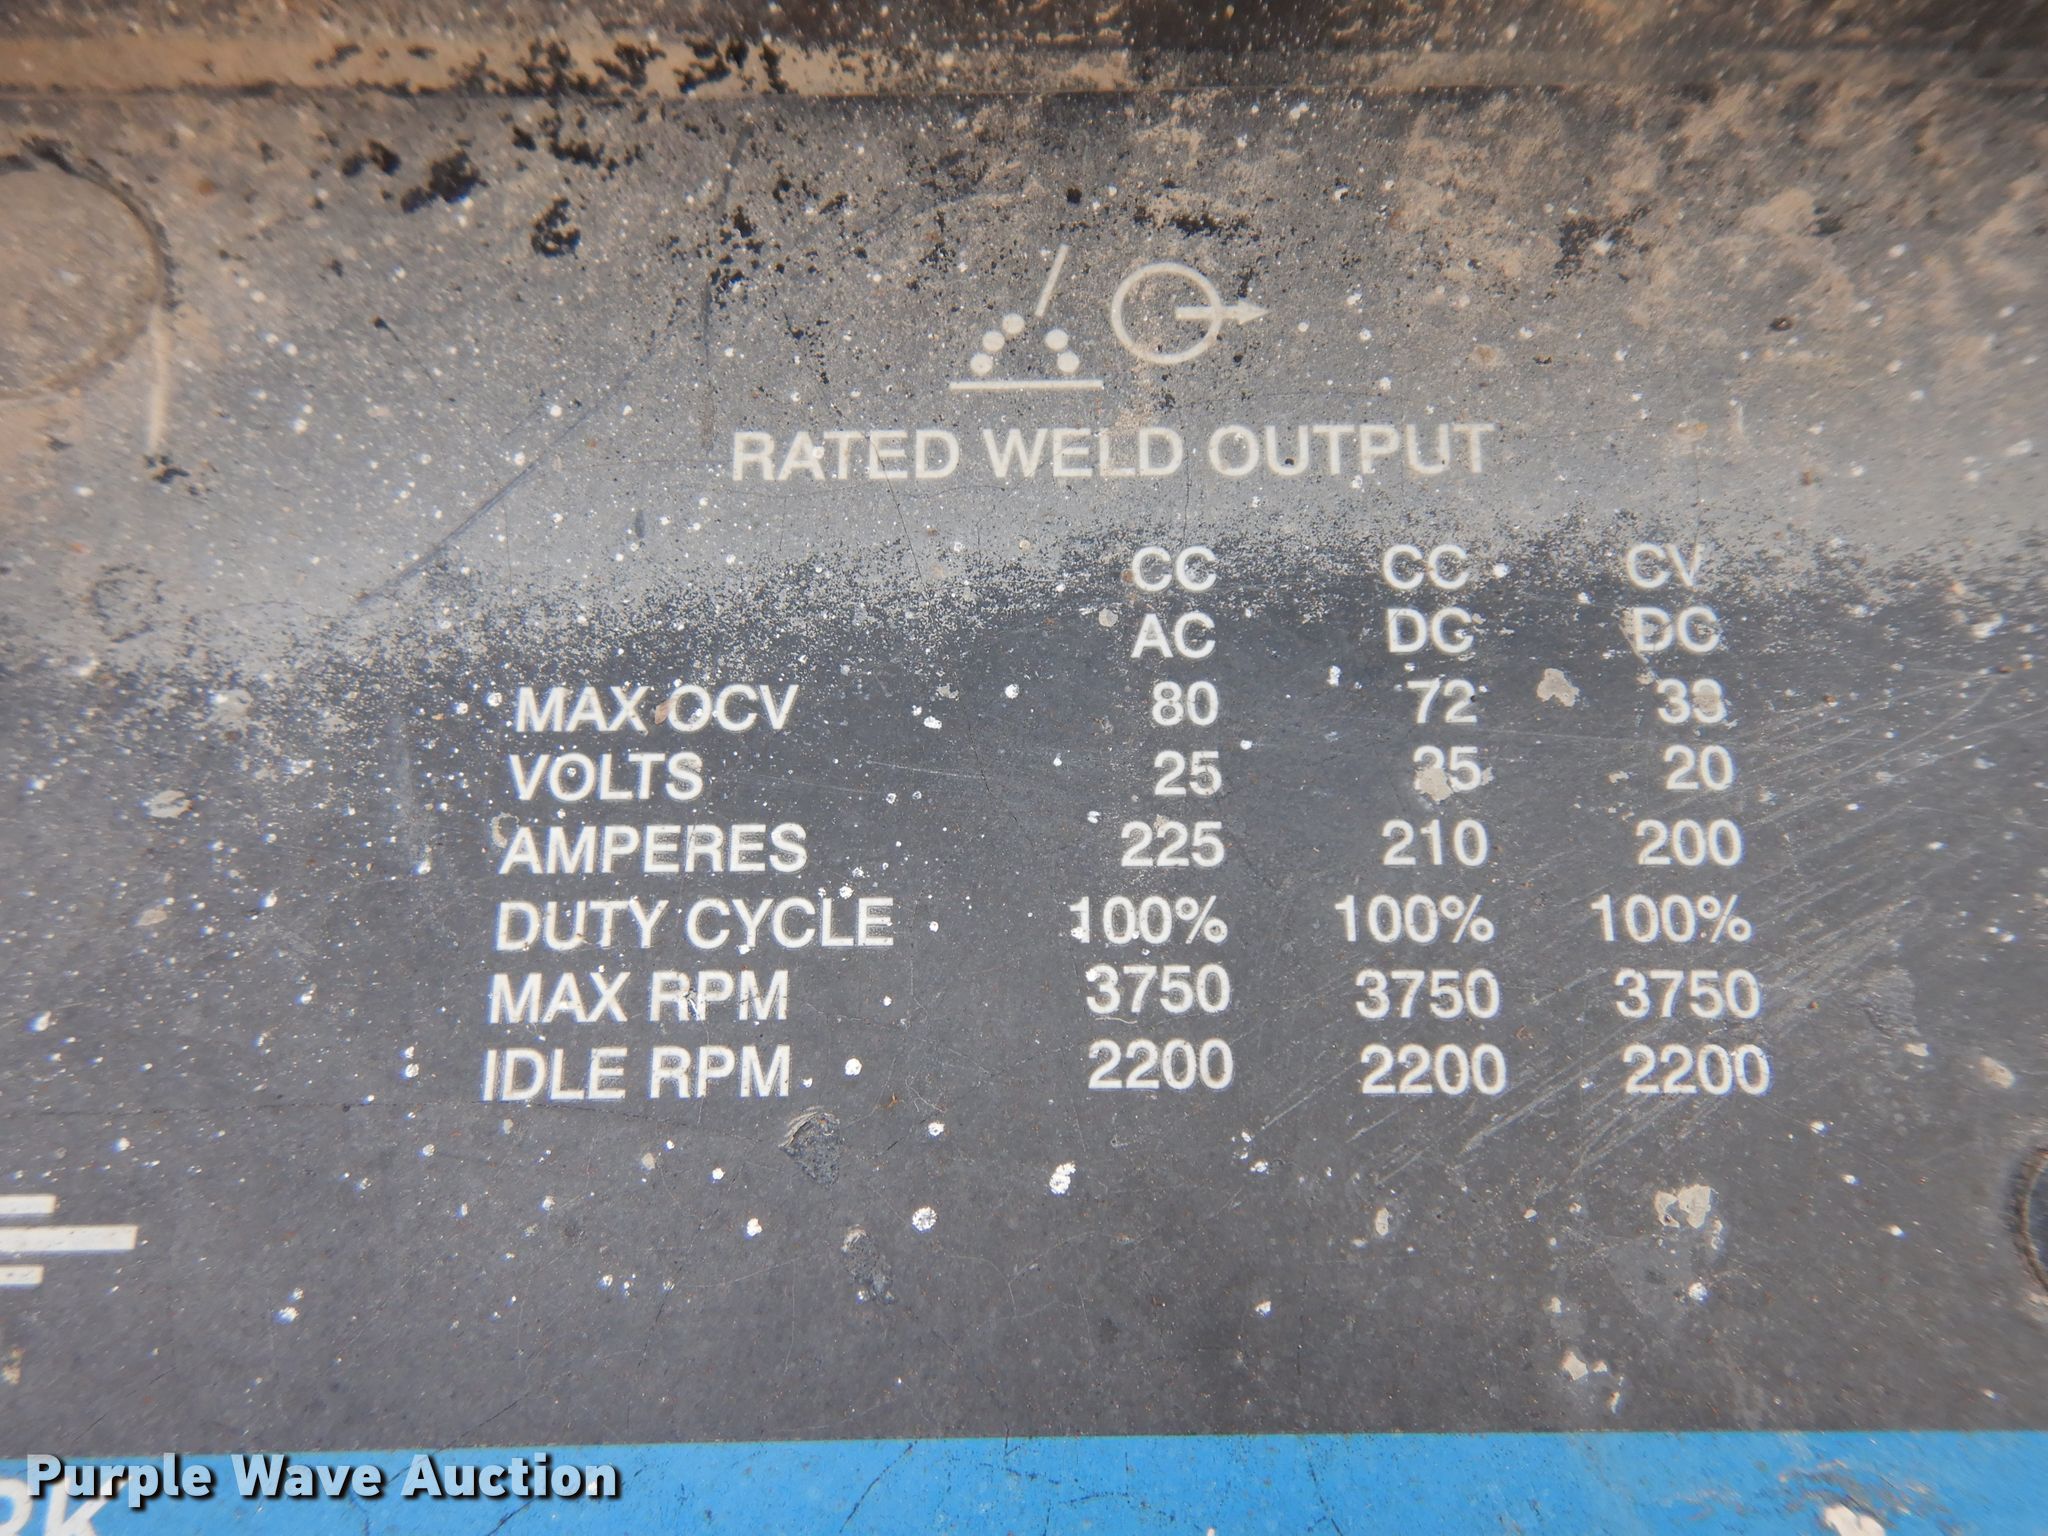 RATED WELD OUTPUT
CC CC CV
AC DC DC
MAX OCV 80 72 33
VOLTS 25 25 20
AMPERES 225 210 200
DUTY CYCLE 100% 100% 100%
MAX RPM 3750 3750 3750
IDLE RPM 2200 2200 2200
Purple Wave Auction